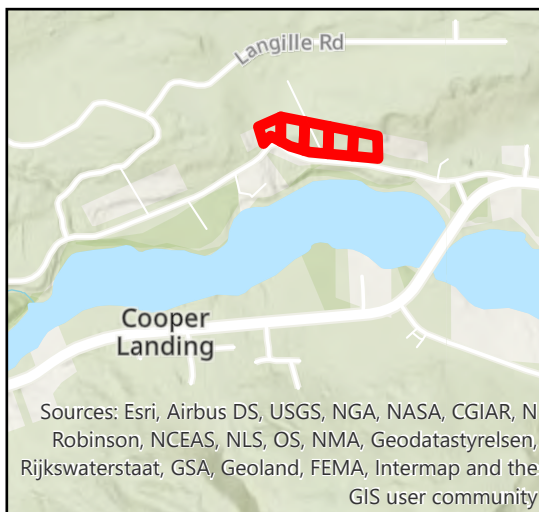 Langille Rd
Cooper
Landing
Sources: Esri, Airbus DS, USGS, NGA, NASA, CGIAR, N
Robinson, NCEAS, NLS, OS, NMA, Geodatastyrelsen,
Rijkswaterstaat, GSA, Geoland, FEMA, Intermap and the
GIS user community